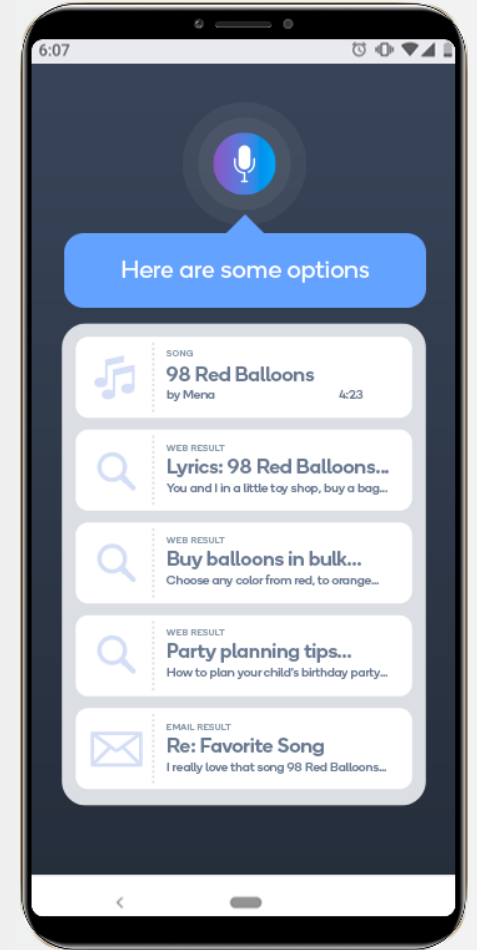 6:07
Here are some options
SONG
98 Red Balloons
by Mena 4:23
WEB RESULT
Lyrics: 98 Red Balloons...
You and I in a little toy shop, buy a bag...
WEB RESULT
Buy balloons in bulk...
Choose any color from red, to orange...
WEB RESULT
Party planning tips...
How to plan your child's birthday party...
EMAIL RESULT
Re: Favorite Song
I really love that song 98 Red Balloons...